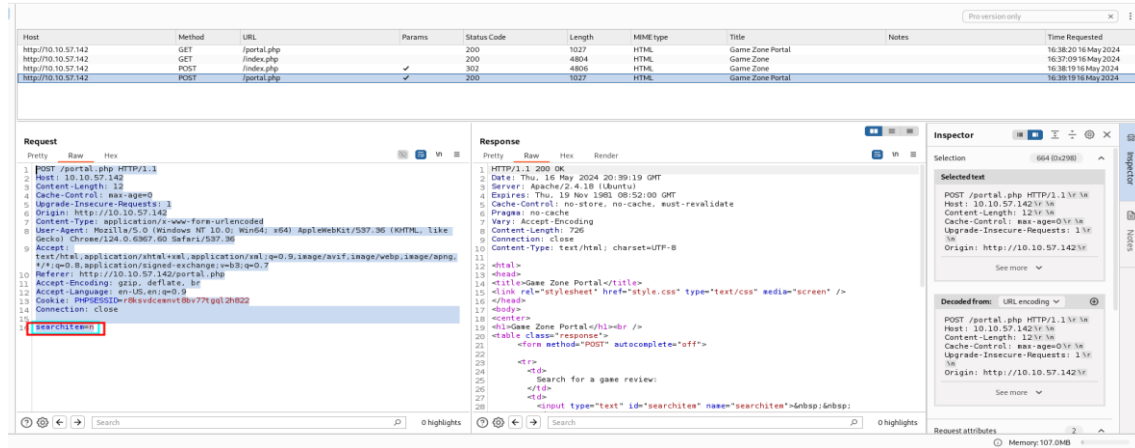 Pro version only
Host Method URL Params Status Code Length MIME type Title Notes Time Requested
http://10.10.57.142 GET /portal.php 200 1027 HTML Game Zone Portal 16:38:20 16 May 2024
http://10.10.57.142 GET /index.php 200 4804 HTML Game Zone 16:37:09 16 May 2024
http://10.10.57.142 POST /index.php ✓ 302 4806 HTML Game Zone 16:38:19 16 May 2024
http://10.10.57.142 POST /portal.php ✓ 200 1027 HTML Game Zone Portal 16:39:19 16 May 2024
Request
Pretty Raw Hex
1 POST /portal.php HTTP/1.1
2 Host: 10.10.57.142
3 Content-Length: 12
4 Cache-Control: max-age=0
5 Upgrade-Insecure-Requests: 1
6 Origin: http://10.10.57.142
7 Content-Type: application/x-www-form-urlencoded
8 User-Agent: Mozilla/5.0 (Windows NT 10.0; Win64; x64) AppleWebKit/537.36 (KHTML, like
Gecko) Chrome/124.0.6367.60 Safari/537.36
9 Accept:
text/html,application/xhtml+xml,application/xml;q=0.9,image/avif,image/webp,image/apng,
*/*;q=0.8,application/signed-exchange;v=b3;q=0.7
10 Referer: http://10.10.57.142/portal.php
11 Accept-Encoding: gzip, deflate, br
12 Accept-Language: en-US,en;q=0.9
13 Cookie: PHPSESSID=r8ksvdcemnvt8bv77tgql2h822
14 Connection: close
15
16 searchitem=n
Search 0 highlights
Response
Pretty Raw Hex Render
1 HTTP/1.1 200 OK
2 Date: Thu, 16 May 2024 20:39:19 GMT
3 Server: Apache/2.4.18 (Ubuntu)
4 Expires: Thu, 19 Nov 1981 08:52:00 GMT
5 Cache-Control: no-store, no-cache, must-revalidate
6 Pragma: no-cache
7 Vary: Accept-Encoding
8 Content-Length: 726
9 Connection: close
10 Content-Type: text/html; charset=UTF-8
11
12 <html>
13 <head>
14 <title>Game Zone Portal</title>
15 <link rel="stylesheet" href="style.css" type="text/css" media="screen" />
16 </head>
17 <body>
18 <center>
19 <h1>Game Zone Portal</h1><br />
20 <table class="response">
21 <form method="POST" autocomplete="off">
22
23 <tr>
24 <td>
25 Search for a game review:
26 </td>
27 <td>
28 <input type="text" id="searchitem" name="searchitem">&nbsp;&nbsp;
Search 0 highlights
Inspector
Selection 664 (0x298)
Selected text
POST /portal.php HTTP/1.1\r\n
Host: 10.10.57.142\r\n
Content-Length: 12\r\n
Cache-Control: max-age=0\r\n
Upgrade-Insecure-Requests: 1\r
\n
Origin: http://10.10.57.142\r
See more
Decoded from: URL encoding
POST /portal.php HTTP/1.1\r\n
Host: 10.10.57.142\r\n
Content-Length: 12\r\n
Cache-Control: max-age=0\r\n
Upgrade-Insecure-Requests: 1\r
\n
Origin: http://10.10.57.142\r
See more
Request attributes 2
Inspector
Notes
Memory: 107.0MB